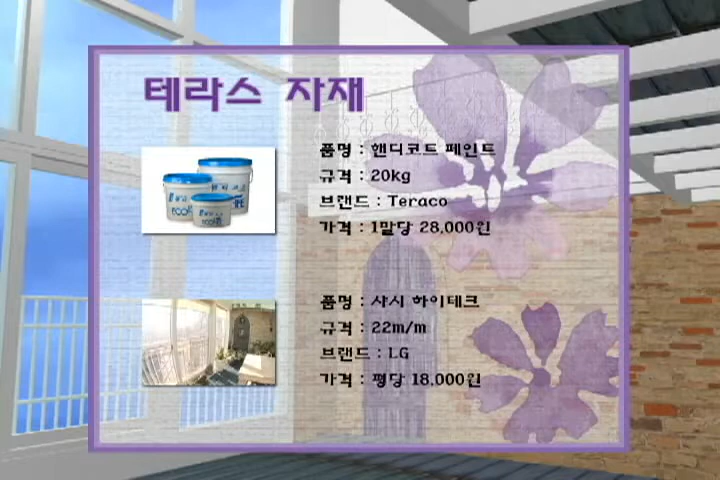 테라스 자재
품명 : 핸디코드 페인트
규격 : 20kg
브랜드 : Teraco
가격 : 1말당 28.000원
품명 : 샤시 하이테크
규격 : 22m/m
브랜드 : LG
가격 : 평당 18.000원